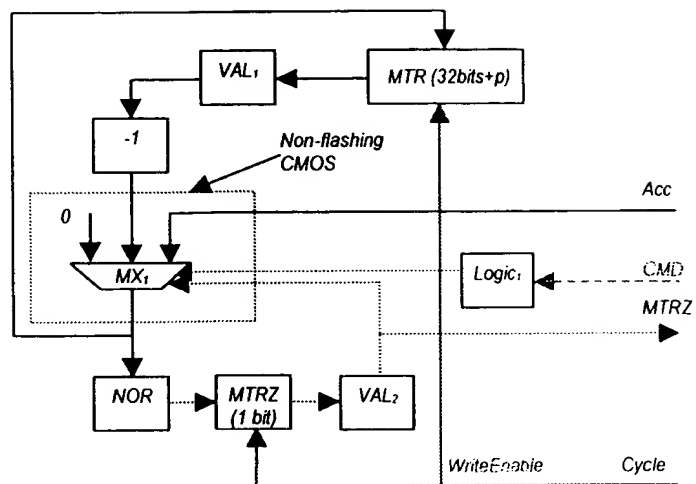 VAL₁
MTR (32bits+p)
-1
Non-flashing
CMOS
Acc
0
MX₁
Logic₁
CMD
MTRZ
NOR
MTRZ
(1 bit)
VAL₂
WriteEnable
Cycle